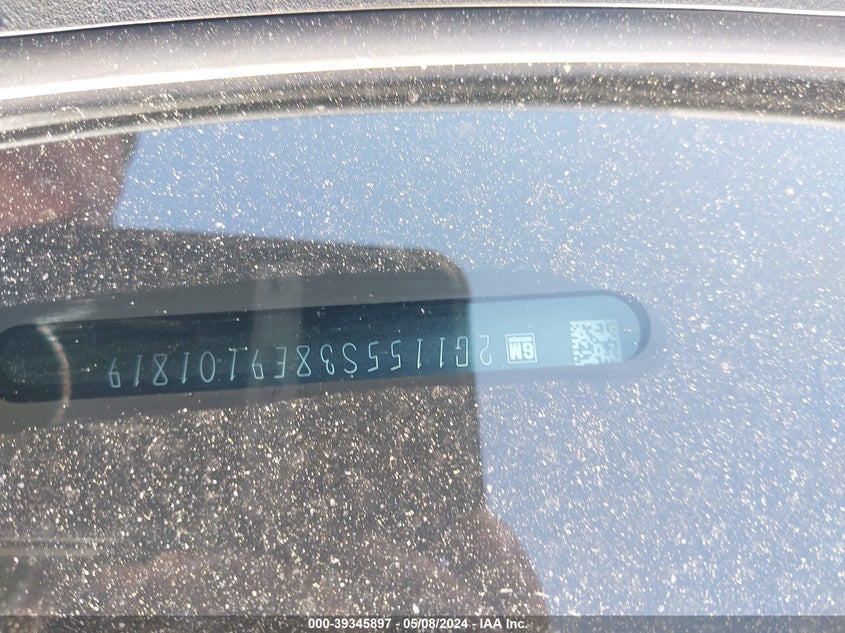 GM 2G1155S38E9101819
000-39345897 - 05/08/2024 - IAA Inc.